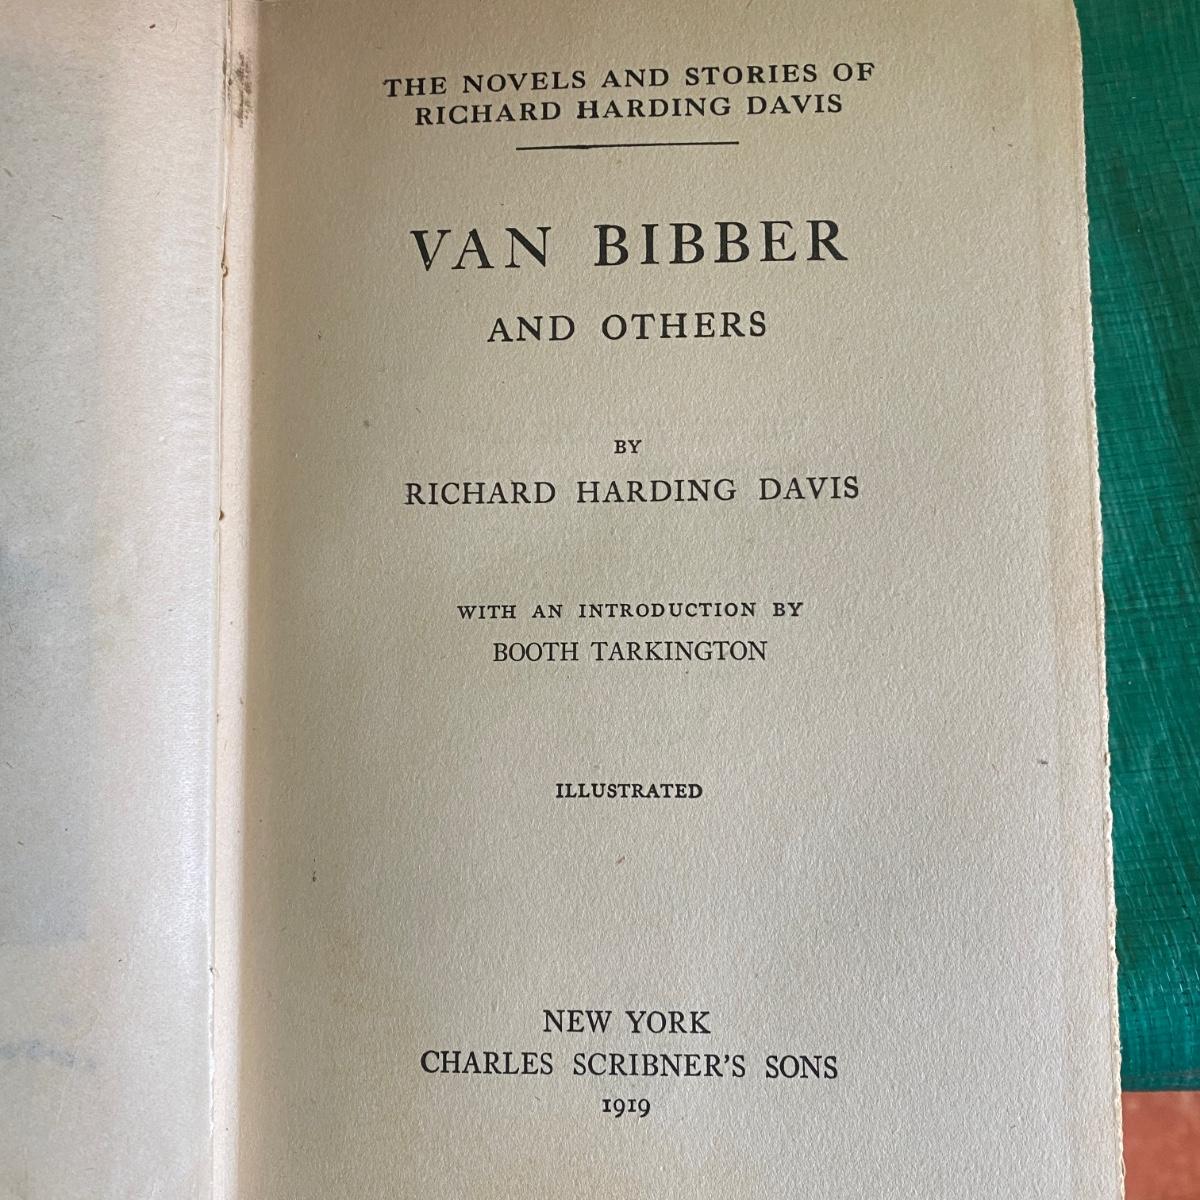 THE NOVELS AND STORIES OF
RICHARD HARDING DAVIS
VAN BIBBER
AND OTHERS
BY
RICHARD HARDING DAVIS
WITH AN INTRODUCTION BY
BOOTH TARKINGTON
ILLUSTRATED
NEW YORK
CHARLES SCRIBNER'S SONS
1919